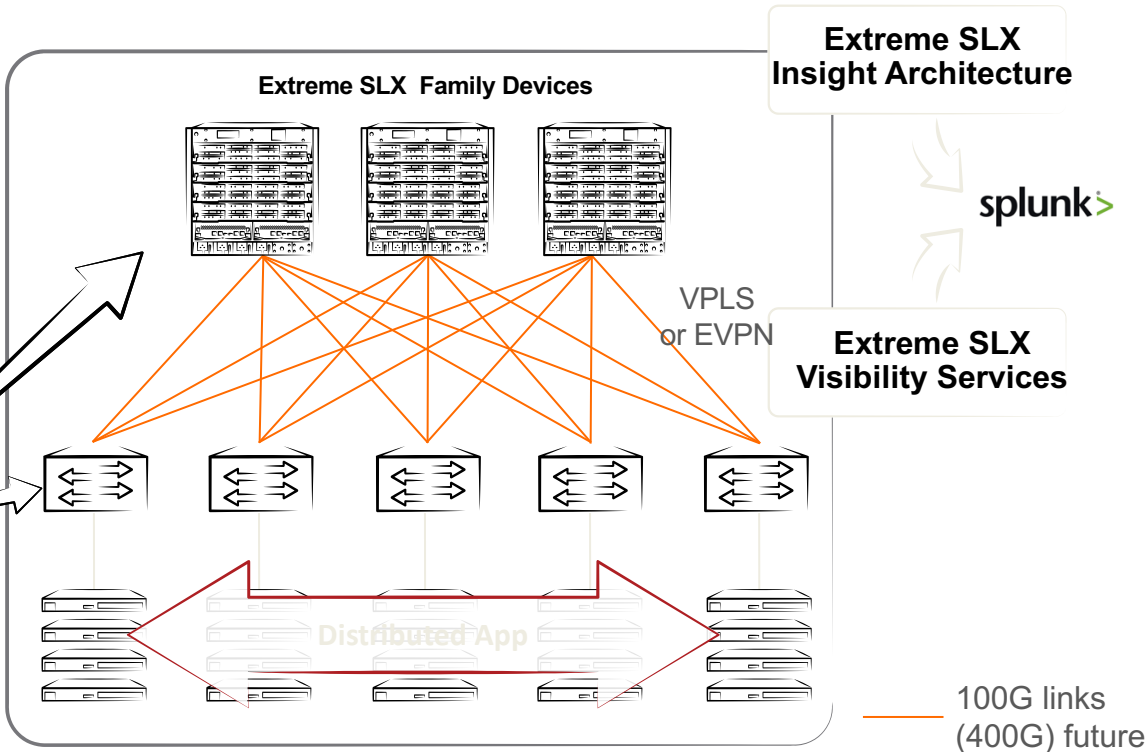 Extreme SLX
Insight Architecture
Extreme SLX  Family Devices
splunk>
VPLS
or EVPN
Extreme SLX
Visibility Services
Distributed App
100G links
(400G) future